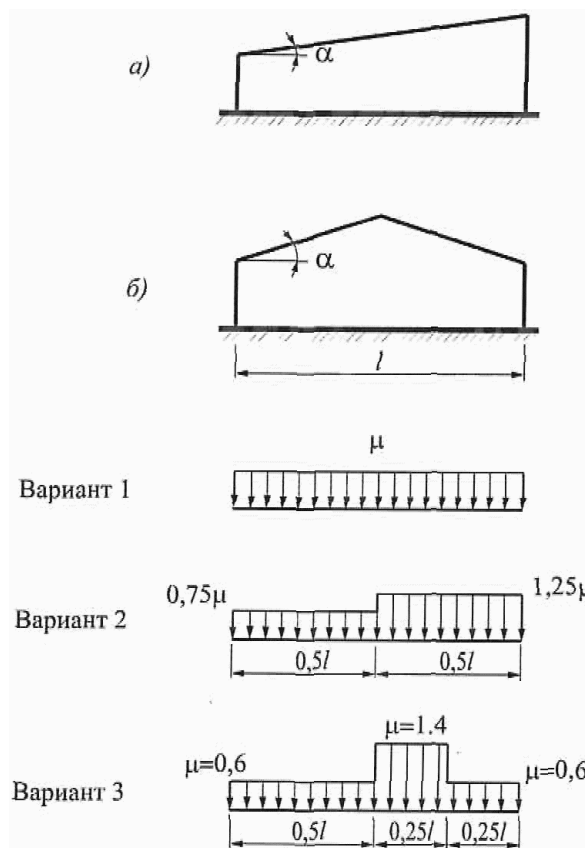 а)
α
б)
α
l
μ
Вариант 1
0,75μ
1,25μ
Вариант 2
0,5l 0,5l
μ=1.4
μ=0,6 μ=0,6
Вариант 3
0,5l 0,25l 0,25l